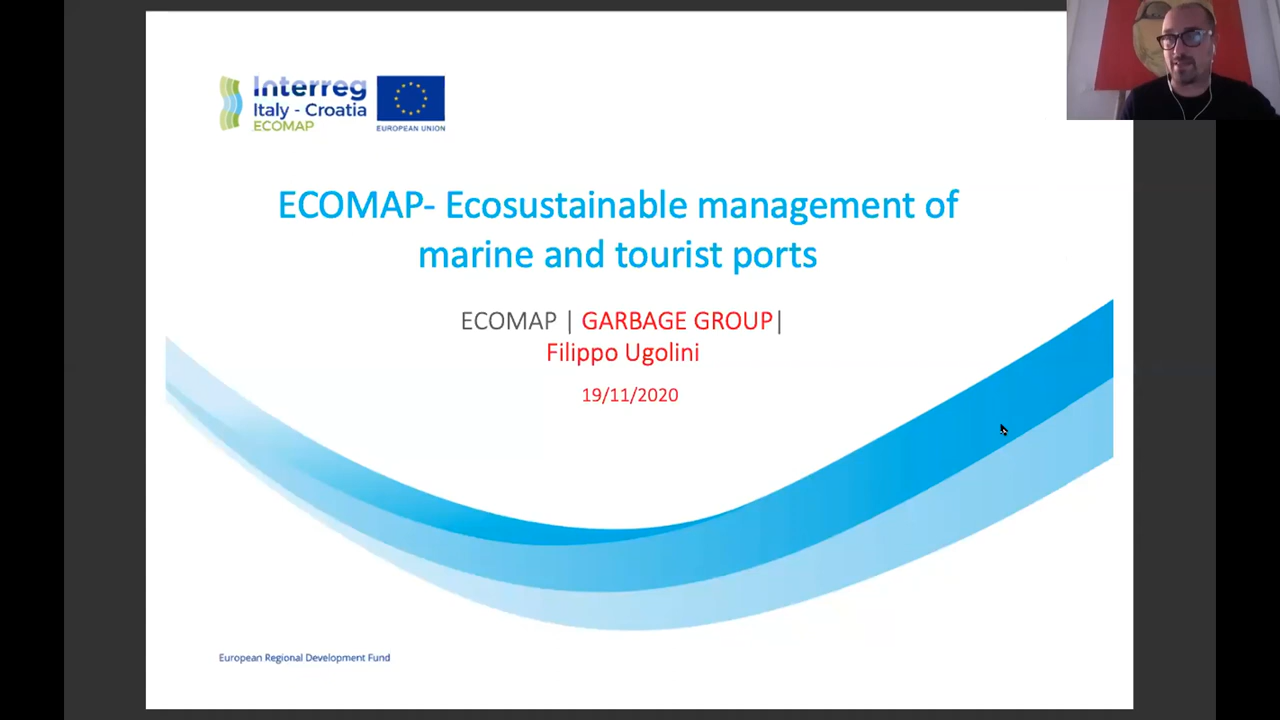 Interreg
Italy - Croatia
ECOMAP
EUROPEAN UNION
ECOMAP- Ecosustainable management of
marine and tourist ports
ECOMAP | GARBAGE GROUP|
Filippo Ugolini
19/11/2020
European Regional Development Fund